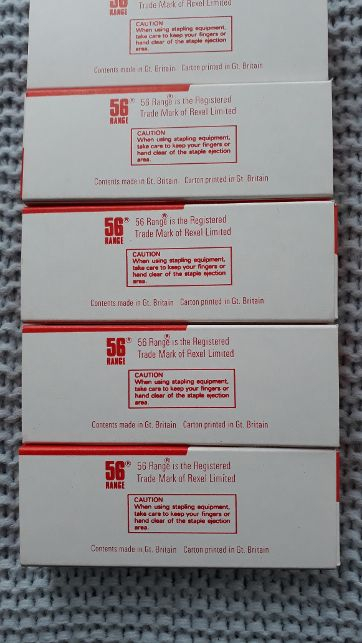 56 Range® is the Registered
RANGE Trade Mark of Rexel Limited
CAUTION
When using stapling equipment,
take care to keep your fingers or
hand clear of the staple ejection
area.
Contents made in Gt. Britain Carton printed in Gt. Britain
56® 56 Range® is the Registered
RANGE Trade Mark of Rexel Limited
CAUTION
When using stapling equipment,
take care to keep your fingers or
hand clear of the staple ejection
area.
Contents made in Gt. Britain Carton printed in Gt. Britain
56® 56 Range® is the Registered
RANGE Trade Mark of Rexel Limited
CAUTION
When using stapling equipment,
take care to keep your fingers or
hand clear of the staple ejection
area.
Contents made in Gt. Britain Carton printed in Gt. Britain
56® 56 Range® is the Registered
RANGE Trade Mark of Rexel Limited
CAUTION
When using stapling equipment,
take care to keep your fingers or
hand clear of the staple ejection
area.
Contents made in Gt. Britain Carton printed in Gt. Britain
56® 56 Range® is the Registered
RANGE Trade Mark of Rexel Limited
CAUTION
When using stapling equipment,
take care to keep your fingers or
hand clear of the staple ejection
area.
Contents made in Gt. Britain Carton printed in Gt. Britain